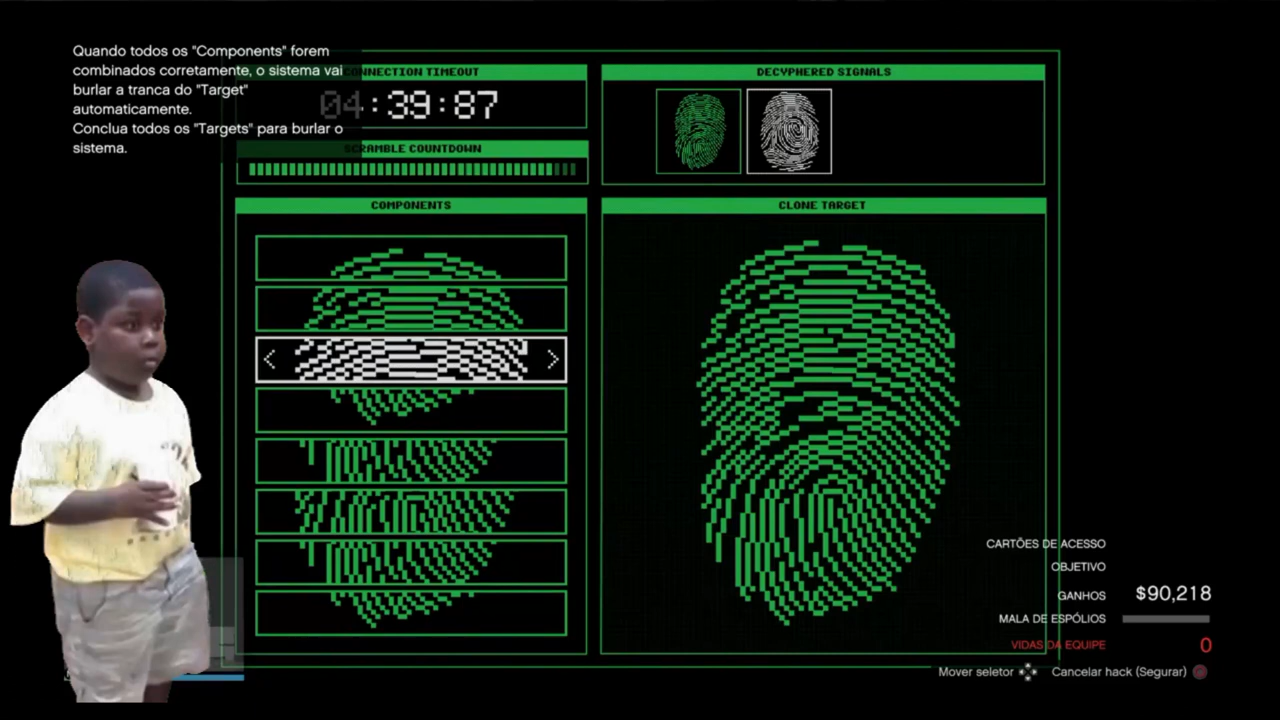 Quando todos os "Components" forem
combinados corretamente, o sistema vai
burlar a tranca do "Target"
automaticamente.
Conclua todos os "Targets" para burlar o
sistema.
CONNECTION TIMEOUT
04:39:87
SCRAMBLE COUNTDOWN
DECYPHERED SIGNALS
COMPONENTS
CLONE TARGET
CARTÕES DE ACESSO
OBJETIVO
GANHOS $90,218
MALA DE ESPÓLIOS
VIDAS DA EQUIPE 0
Mover seletor Cancelar hack (Segurar)